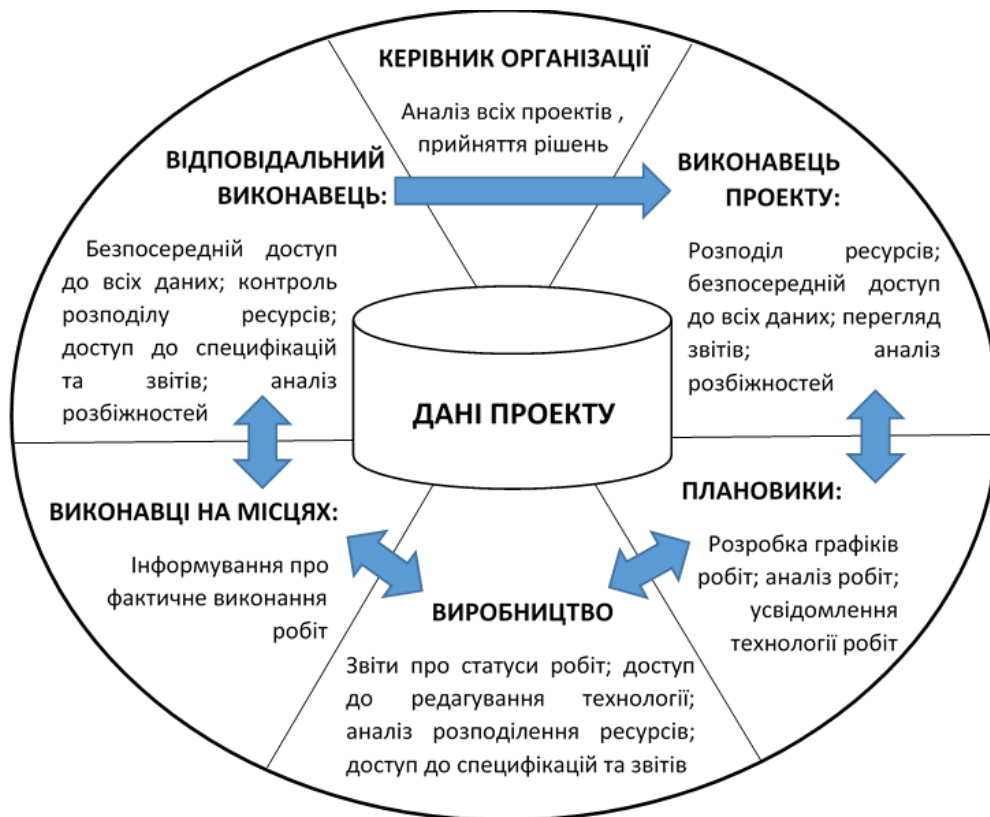 КЕРІВНИК ОРГАНІЗАЦІЇ
Аналіз всіх проектів ,
прийняття рішень
ВІДПОВІДАЛЬНИЙ
ВИКОНАВЕЦЬ:
Безпосередній доступ
до всіх даних; контроль
розподілу ресурсів;
доступ до специфікацій
та звітів; аналіз
розбіжностей
ВИКОНАВЕЦЬ
ПРОЕКТУ:
Розподіл ресурсів;
безпосередній доступ
до всіх даних; перегляд
звітів; аналіз
розбіжностей
ДАНІ ПРОЕКТУ
ВИКОНАВЦІ НА МІСЦЯХ:
Інформування про
фактичне виконання
робіт
ВИРОБНИЦТВО
Звіти про статуси робіт; доступ
до редагування технології;
аналіз розподілення ресурсів;
доступ до специфікацій та звітів
ПЛАНОВИКИ:
Розробка графіків
робіт; аналіз робіт;
усвідомлення
технології робіт